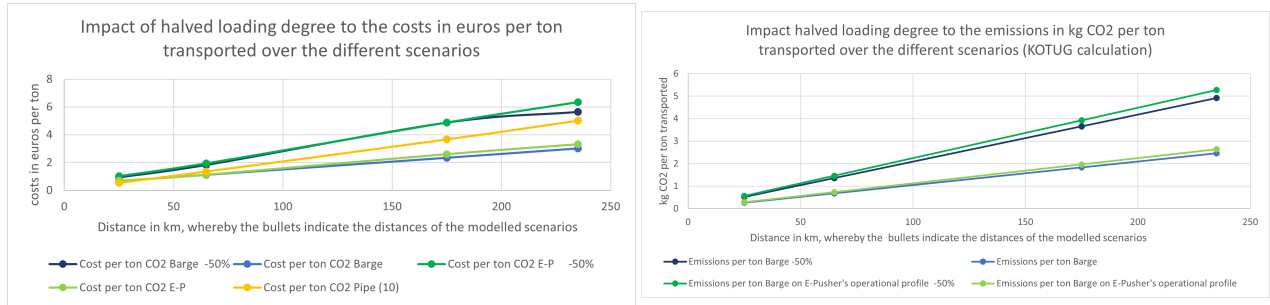 Impact of halved loading degree to the costs in euros per ton
transported over the different scenarios
costs in euros per ton
8
6
4
2
0
0 50 100 150 200 250
Distance in km, whereby the bullets indicate the distances of the modelled scenarios
Cost per ton CO2 Barge -50% Cost per ton CO2 Barge Cost per ton CO2 E-P -50%
Cost per ton CO2 E-P Cost per ton CO2 Pipe (10)
Impact halved loading degree to the emissions in kg CO2 per ton
transported over the different scenarios (KOTUG calculation)
kg CO2 per ton transported
6
5
4
3
2
1
0
0 50 100 150 200 250
Distance in km, whereby the bullets indicate the distances of the modelled scenarios
Emissions per ton Barge -50% Emissions per ton Barge
Emissions per ton Barge on E-Pusher's operational profile -50% Emissions per ton Barge on E-Pusher's operational profile